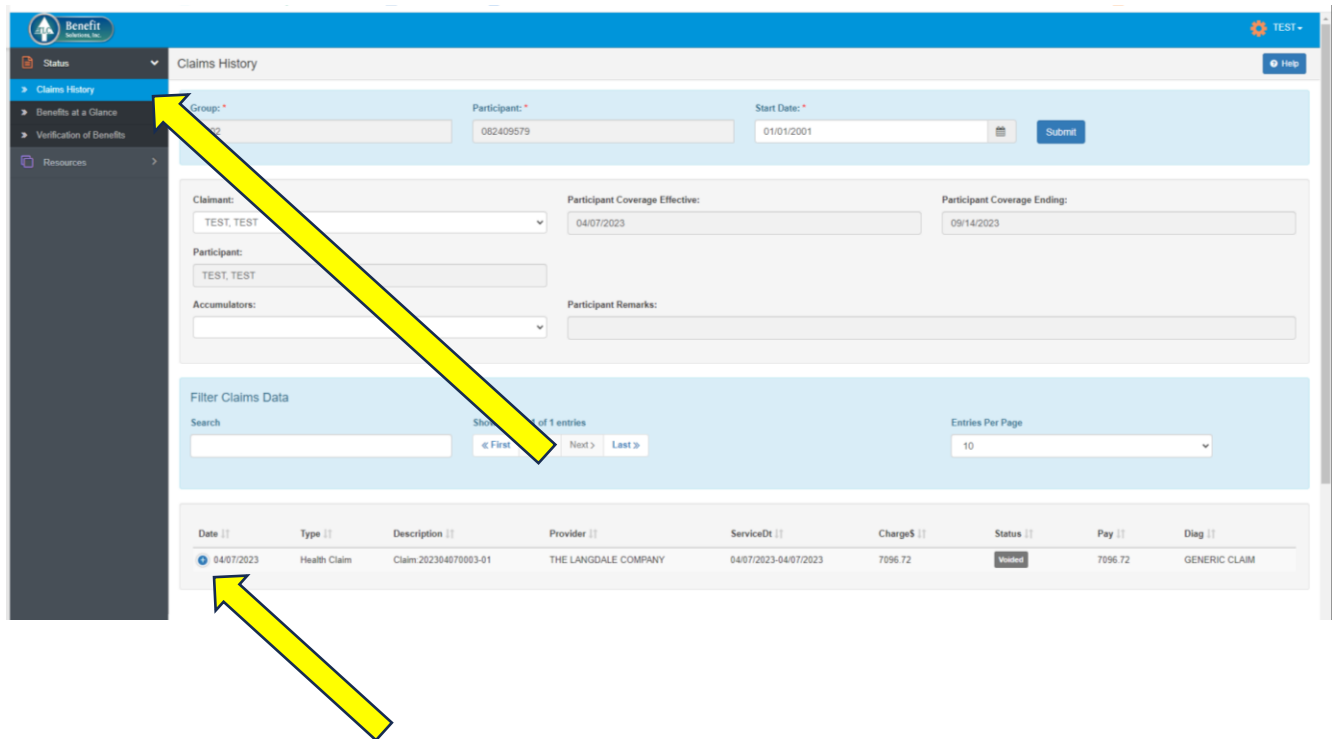 TLC Benefit
Solutions, Inc.
TEST
Status
Claims History
Help
Claims History
Benefits at a Glance
Verification of Benefits
Resources
Group: * Participant: * Start Date: *
082409579 01/01/2001 Submit
Claimant: Participant Coverage Effective: Participant Coverage Ending:
TEST, TEST 04/07/2023 09/14/2023
Participant:
TEST, TEST
Accumulators: Participant Remarks:
Filter Claims Data
Search of 1 entries Entries Per Page
« First Next > Last » 10
Date Type Description Provider ServiceDt Charge$ Status Pay Diag
04/07/2023 Health Claim Claim:202304070003-01 THE LANGDALE COMPANY 04/07/2023-04/07/2023 7096.72 Voided 7096.72 GENERIC CLAIM